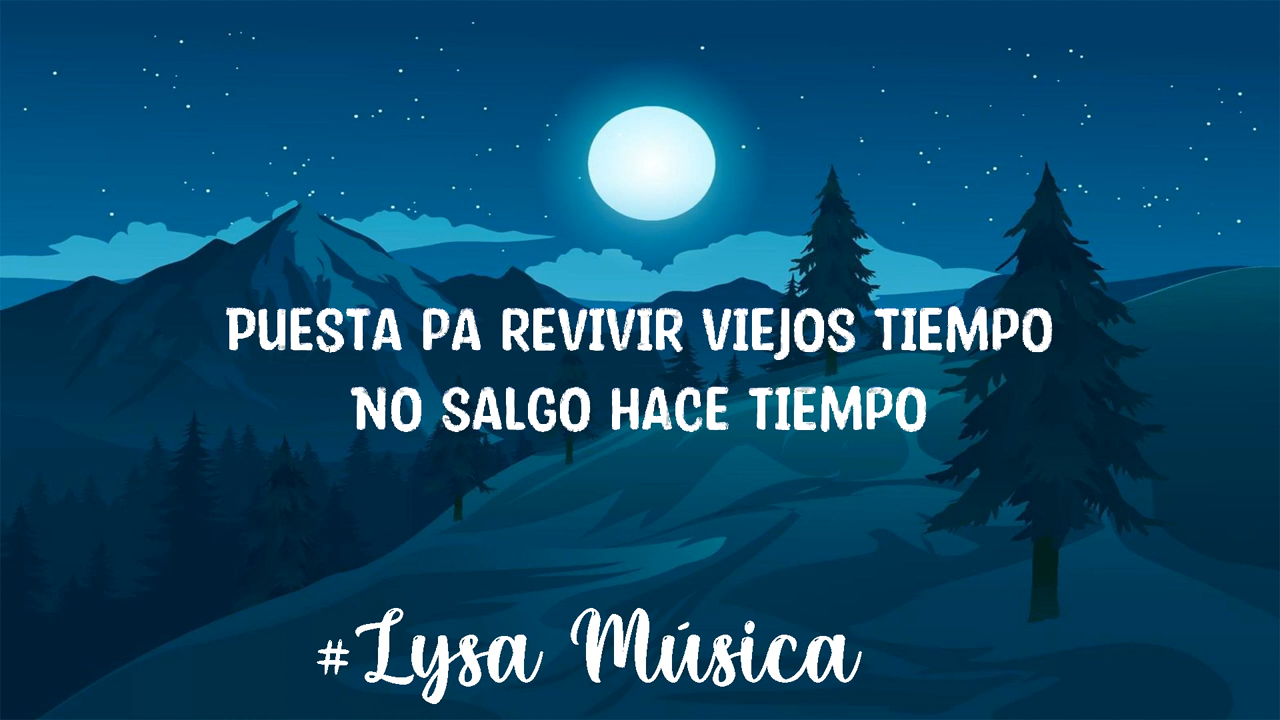 PUESTA PA REVIVIR VIEJOS TIEMPO
NO SALGO HACE TIEMPO
#Lysa Música